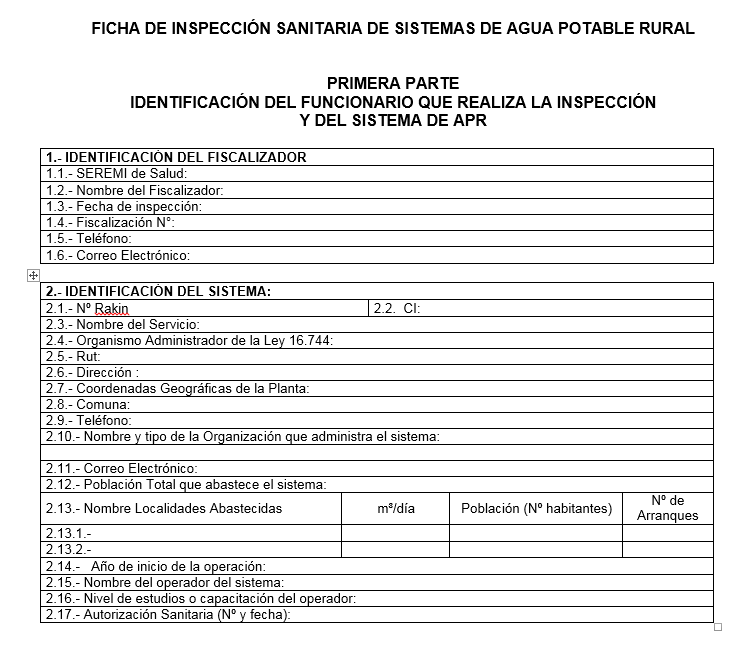 FICHA DE INSPECCIÓN SANITARIA DE SISTEMAS DE AGUA POTABLE RURAL
PRIMERA PARTE
IDENTIFICACIÓN DEL FUNCIONARIO QUE REALIZA LA INSPECCIÓN
Y DEL SISTEMA DE APR
1.- IDENTIFICACIÓN DEL FISCALIZADOR
1.1.- SEREMI de Salud:
1.2.- Nombre del Fiscalizador:
1.3.- Fecha de inspección:
1.4.- Fiscalización N°:
1.5.- Teléfono:
1.6.- Correo Electrónico:
2.- IDENTIFICACIÓN DEL SISTEMA:
2.1.- Nº Rakin 2.2. CI:
2.3.- Nombre del Servicio:
2.4.- Organismo Administrador de la Ley 16.744:
2.5.- Rut:
2.6.- Dirección :
2.7.- Coordenadas Geográficas de la Planta:
2.8.- Comuna:
2.9.- Teléfono:
2.10.- Nombre y tipo de la Organización que administra el sistema:
2.11.- Correo Electrónico:
2.12.- Población Total que abastece el sistema:
2.13.- Nombre Localidades Abastecidas m³/día Población (Nº habitantes) Nº de
Arranques
2.13.1.-
2.13.2.-
2.14.- Año de inicio de la operación:
2.15.- Nombre del operador del sistema:
2.16.- Nivel de estudios o capacitación del operador:
2.17.- Autorización Sanitaria (Nº y fecha):